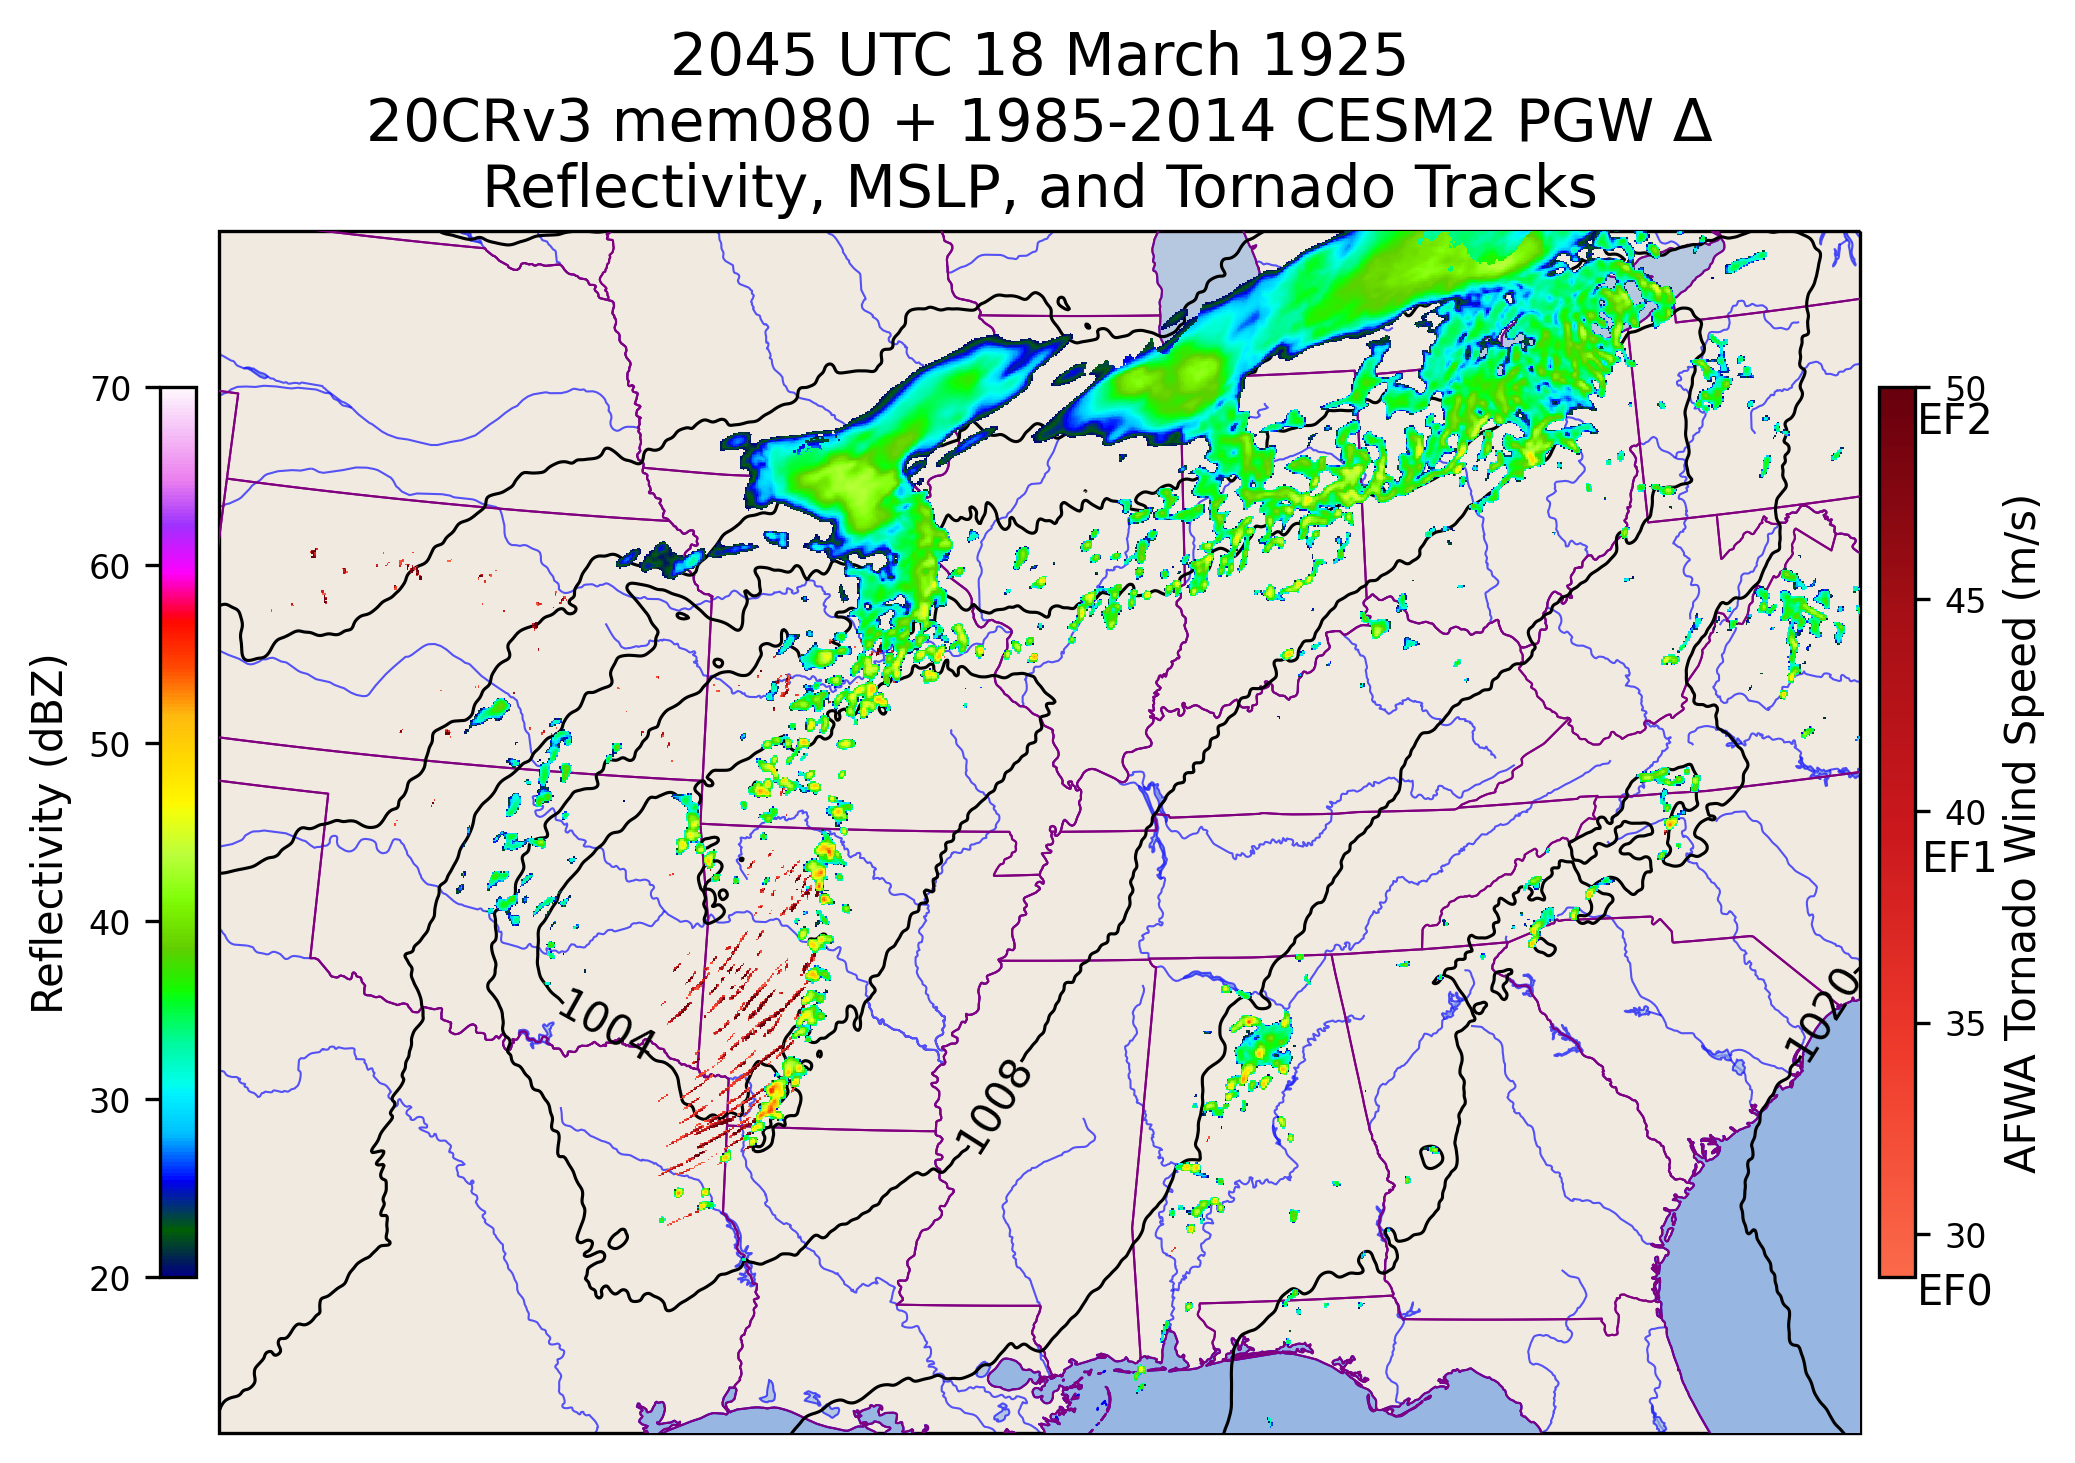 2045 UTC 18 March 1925
20CRv3 mem080 + 1985-2014 CESM2 PGW Δ
Reflectivity, MSLP, and Tornado Tracks
Reflectivity (dBZ)
70
60
50
40
30
20
1004
1008
1020
50
EF2
45
40
EF1
35
30
EF0
AFWA Tornado Wind Speed (m/s)